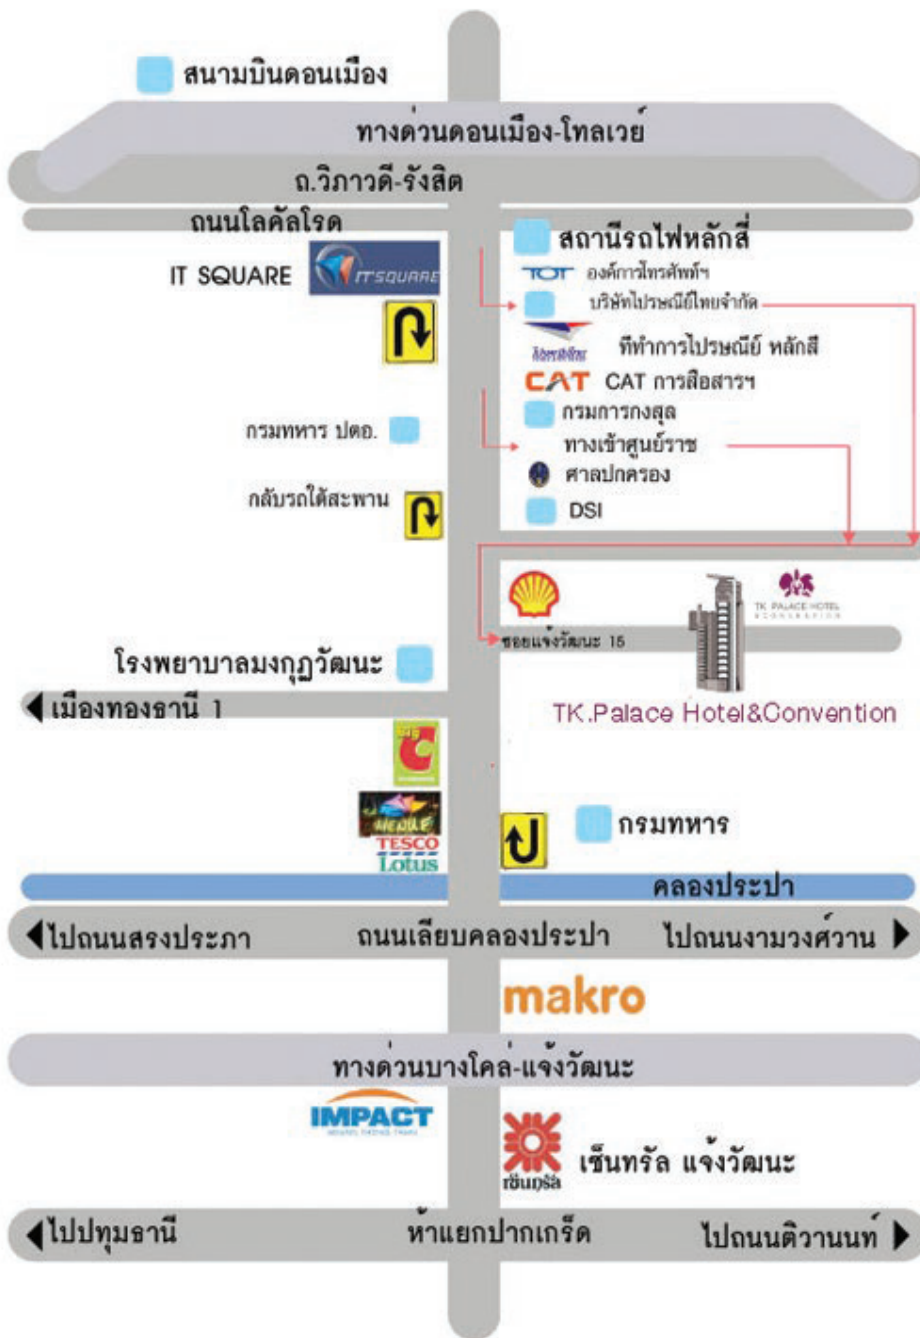 สนามบินดอนเมือง
ทางด่วนดอนเมือง-โทลเวย์
ถ.วิภาวดี-รังสิต
ถนนโลคัลโรด
สถานีรถไฟหลักสี่
IT SQUARE
ITSQUARE
TOT องค์การโทรศัพท์ฯ
บริษัทไปรษณีย์ไทยจำกัด
ที่ทำการไปรษณีย์ หลักสี่
CAT CAT การสื่อสารฯ
กรมการกงสุล
กรมทหาร ปตอ.
ทางเข้าศูนย์ราช
ศาลปกครอง
กลับรถใต้สะพาน
DSI
TK. PALACE HOTEL
& CONVENTION
ซอยแจ้งวัฒนะ 15
โรงพยาบาลมงกุฎวัฒนะ
เมืองทองธานี 1
TK.Palace Hotel&Convention
Big C
AVENUE
กรมทหาร
TESCO
Lotus
คลองประปา
ไปถนนสรงประภา
ถนนเลียบคลองประปา
ไปถนนงามวงศ์วาน
makro
ทางด่วนบางโคล่-แจ้งวัฒนะ
IMPACT
เซ็นทรัล แจ้งวัฒนะ
เซ็นทรัล
ไปปทุมธานี
ห้าแยกปากเกร็ด
ไปถนนติวานนท์